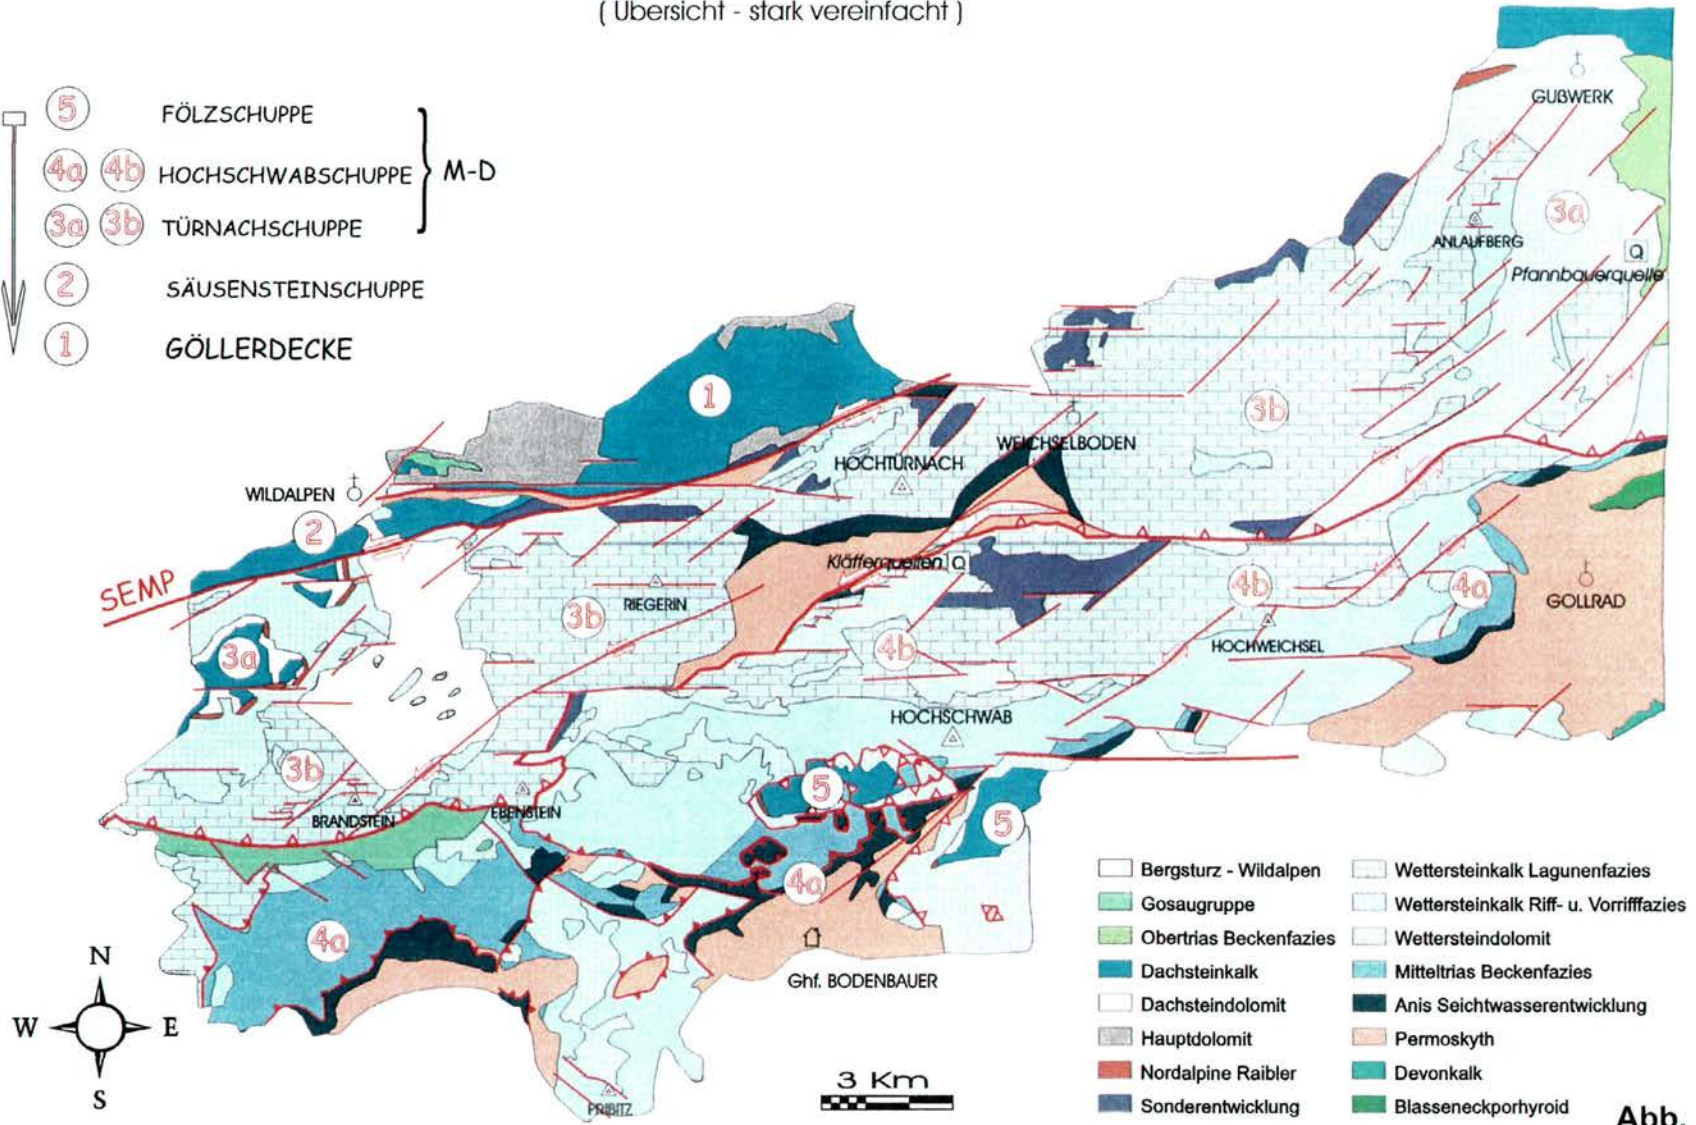 ( Übersicht - stark vereinfacht )
5 FÖLZSCHUPPE
4a 4b HOCHSCHWABSCHUPPE
M-D
3a 3b TÜRNACHSCHUPPE
2 SÄUSENSTEINSCHUPPE
1 GÖLLERDECKE
GUßWERK
3a
ANLAUFBERG
Q
Pfannbauerquelle
1
3b
WEICHSELBODEN
HOCHTÜRNACH
WILDALPEN
2
SEMP
Kläfferquellen Q
RIEGERIN
3b
4b
4a
GOLLRAD
3a
4b
HOCHWEICHSEL
HOCHSCHWAB
3b
5
BRANDSTEIN
EBENSTEIN
5
4a
4a
Ghf. BODENBAUER
PRIBITZ
N
W E
S
3 Km
Bergsturz - Wildalpen
Gosaugruppe
Obertrias Beckenfazies
Dachsteinkalk
Dachsteindolomit
Hauptdolomit
Nordalpine Raibler
Sonderentwicklung
Wettersteinkalk Lagunenfazies
Wettersteinkalk Riff- u. Vorrifffazies
Wettersteindolomit
Mitteltrias Beckenfazies
Anis Seichtwasserentwicklung
Permoskyth
Devonkalk
Blasseneckporhyroid
Abb.